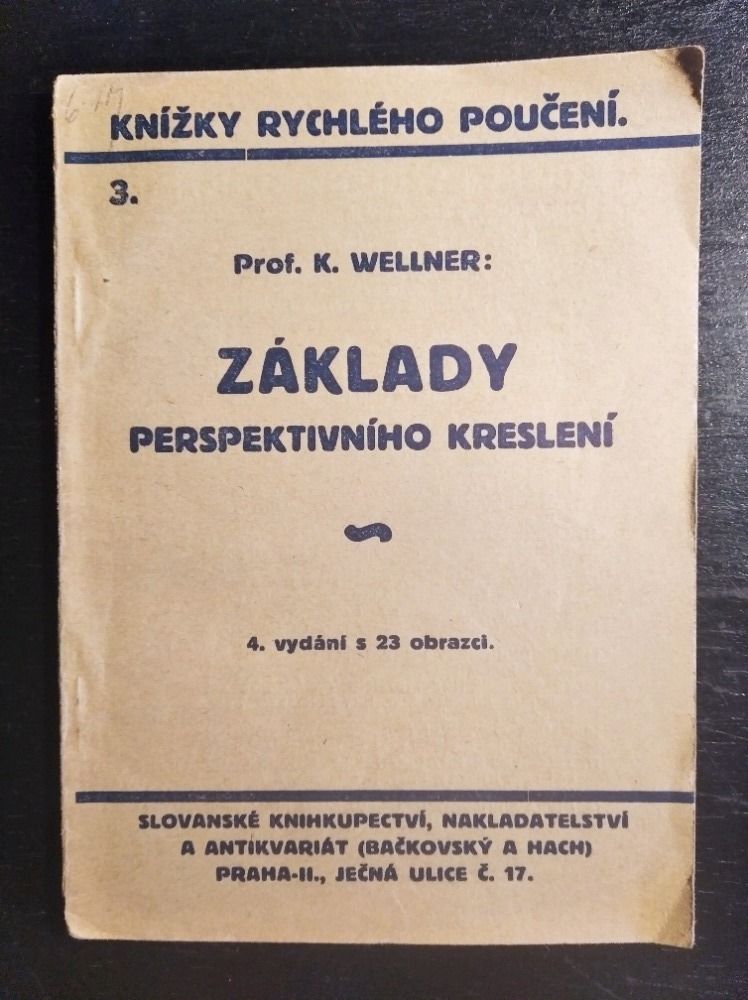 KNÍŽKY RYCHLÉHO POUČENÍ.
3.
Prof. K. WELLNER:
ZÁKLADY
PERSPEKTIVNÍHO KRESLENÍ
4. vydání s 23 obrazci.
SLOVANSKÉ KNIHKUPECTVÍ, NAKLADATELSTVÍ
A ANTIKVARIÁT (BAČKOVSKÝ A HACH)
PRAHA-II., JEČNÁ ULICE Č. 17.